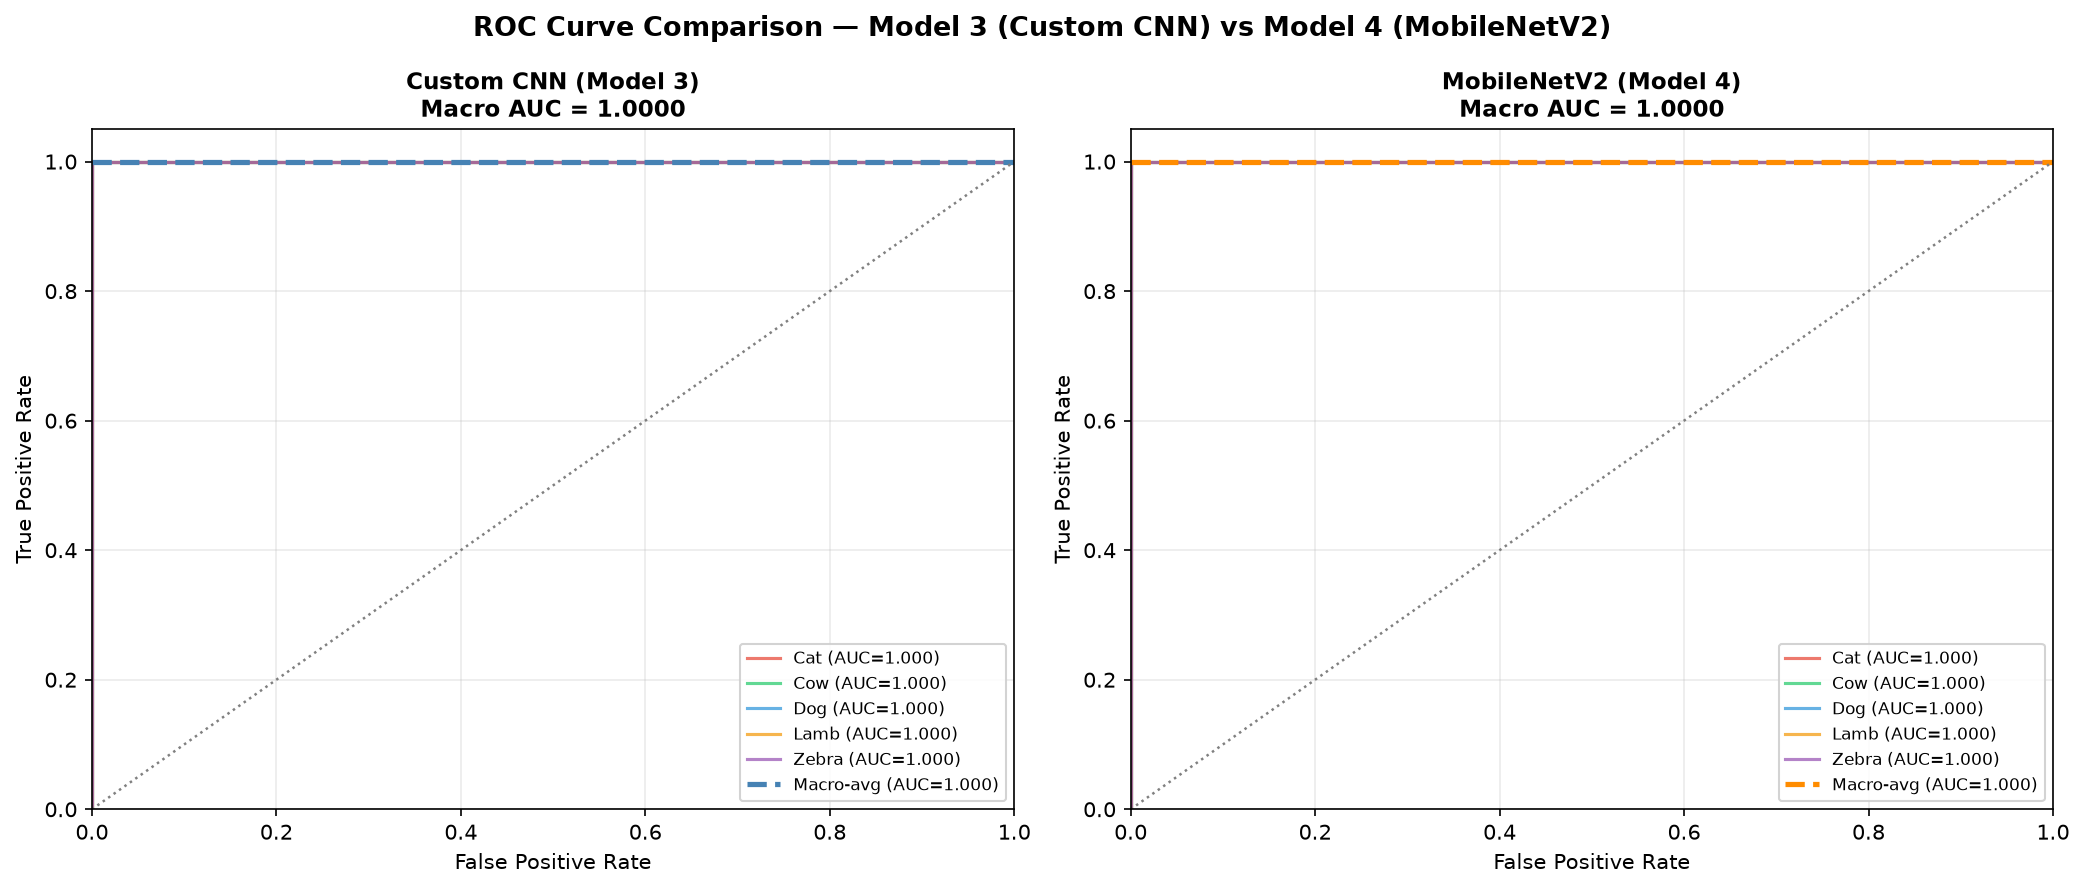 ROC Curve Comparison — Model 3 (Custom CNN) vs Model 4 (MobileNetV2)
Custom CNN (Model 3)
Macro AUC = 1.0000
True Positive Rate
1.0
0.8
0.6
0.4
0.2
0.0
Cat (AUC=1.000)
Cow (AUC=1.000)
Dog (AUC=1.000)
Lamb (AUC=1.000)
Zebra (AUC=1.000)
Macro-avg (AUC=1.000)
0.0 0.2 0.4 0.6 0.8 1.0
False Positive Rate
MobileNetV2 (Model 4)
Macro AUC = 1.0000
True Positive Rate
1.0
0.8
0.6
0.4
0.2
0.0
Cat (AUC=1.000)
Cow (AUC=1.000)
Dog (AUC=1.000)
Lamb (AUC=1.000)
Zebra (AUC=1.000)
Macro-avg (AUC=1.000)
0.0 0.2 0.4 0.6 0.8 1.0
False Positive Rate